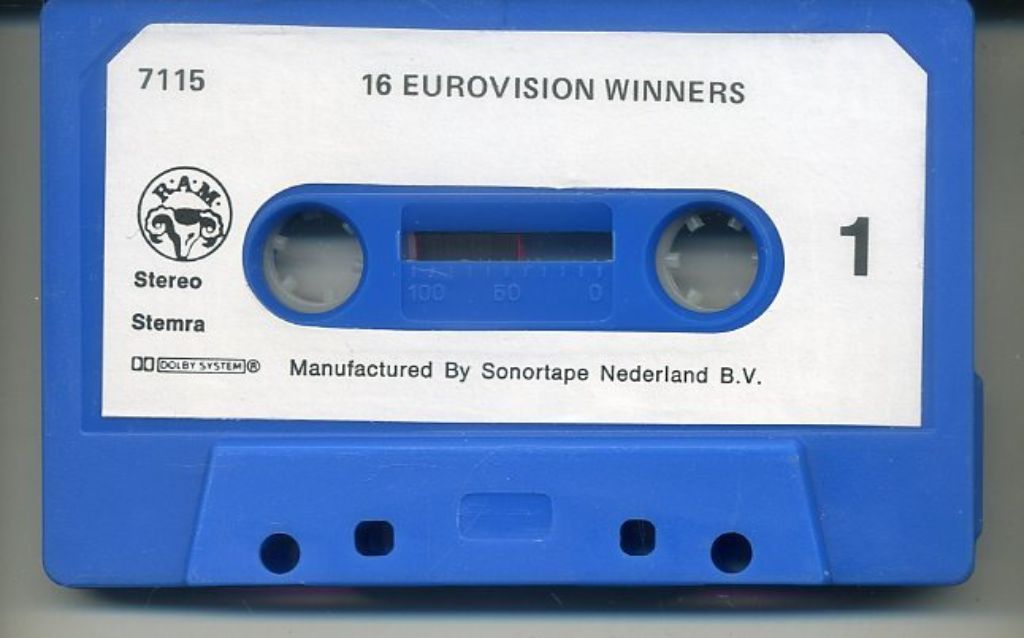 7115
16 EUROVISION WINNERS
R.A.M.
1
Stereo
100 50 0
Stemra
DOLBY SYSTEM®
Manufactured By Sonortape Nederland B.V.